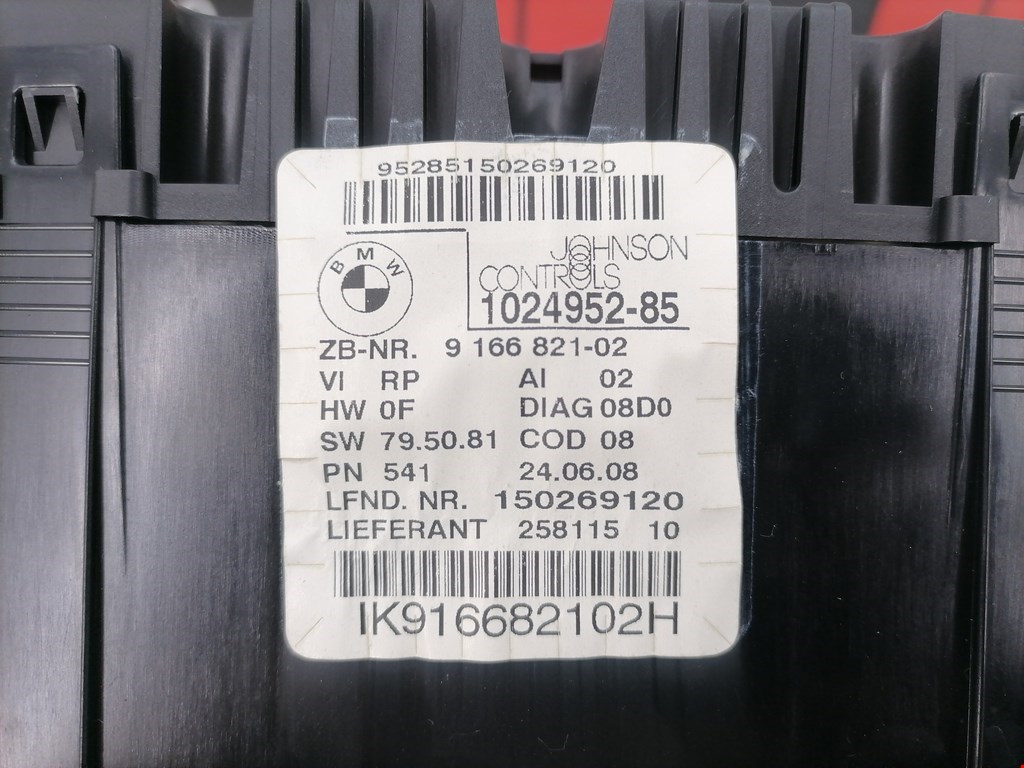 95285150269120
BMW
JOHNSON
CONTROLS
1024952-85
ZB-NR. 9 166 821-02
VI RP AI 02
HW 0F DIAG 08D0
SW 79.50.81 COD 08
PN 541 24.06.08
LFND. NR. 150269120
LIEFERANT 258115 10
IK916682102H